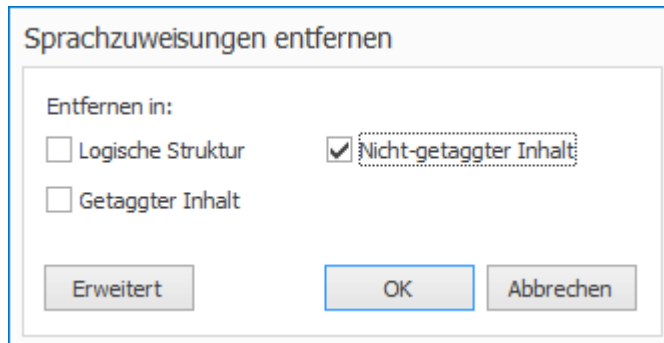 Sprachzuweisungen entfernen
Entfernen in:
Logische Struktur
Nicht-getaggter Inhalt
Getaggter Inhalt
Erweitert
OK
Abbrechen